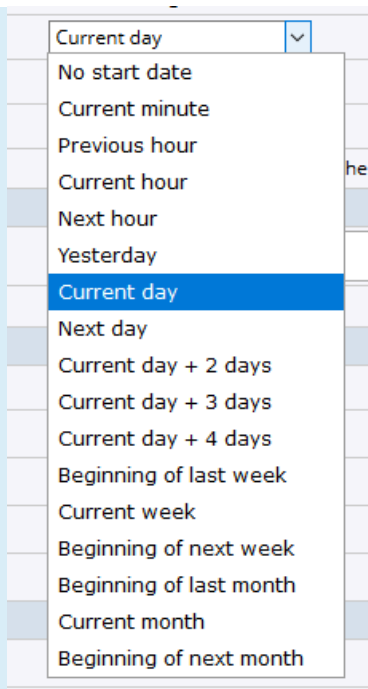 Current day
No start date
Current minute
Previous hour
Current hour
Next hour
Yesterday
Current day
Next day
Current day + 2 days
Current day + 3 days
Current day + 4 days
Beginning of last week
Current week
Beginning of next week
Beginning of last month
Current month
Beginning of next month